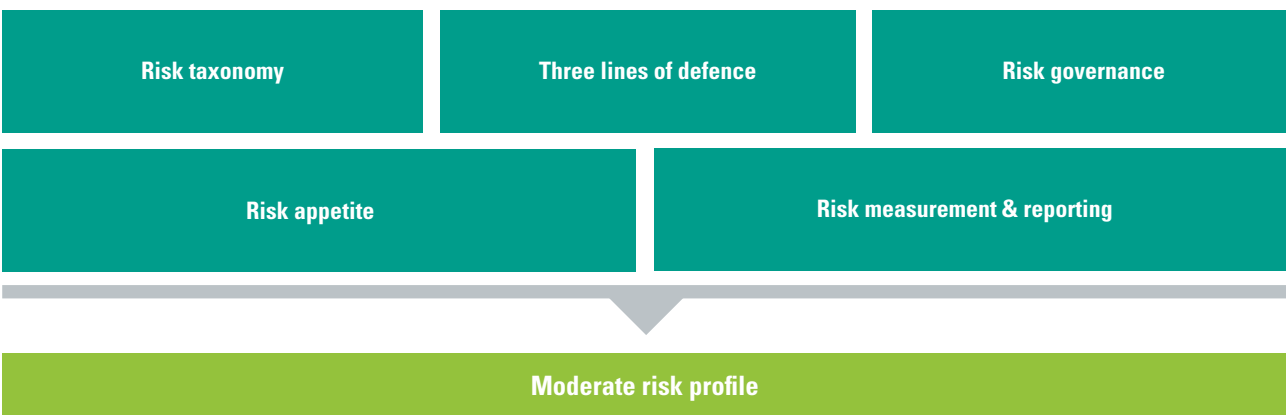 Risk taxonomy
Three lines of defence
Risk governance
Risk appetite
Risk measurement & reporting
Moderate risk profile